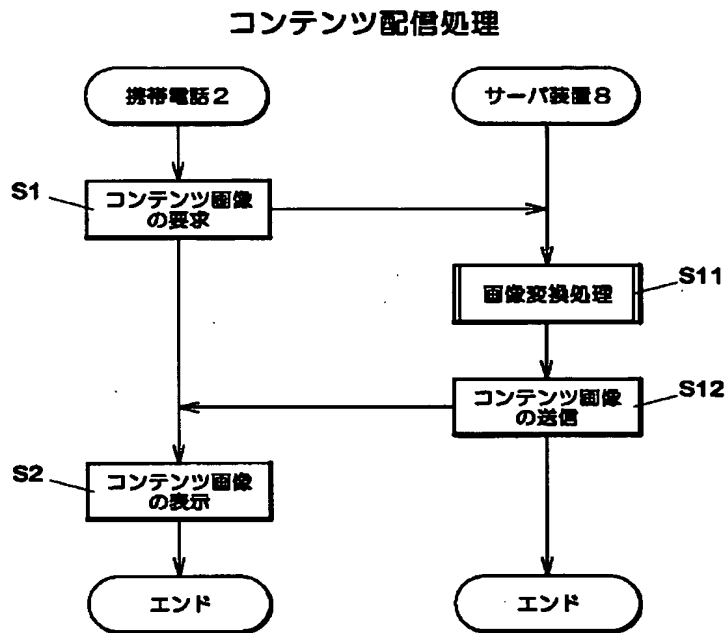 コンテンツ配信処理
携帯電話2
サーバ装置8
S1
コンテンツ画像
の要求
S11
画像変換処理
S12
コンテンツ画像
の送信
S2
コンテンツ画像
の表示
エンド
エンド